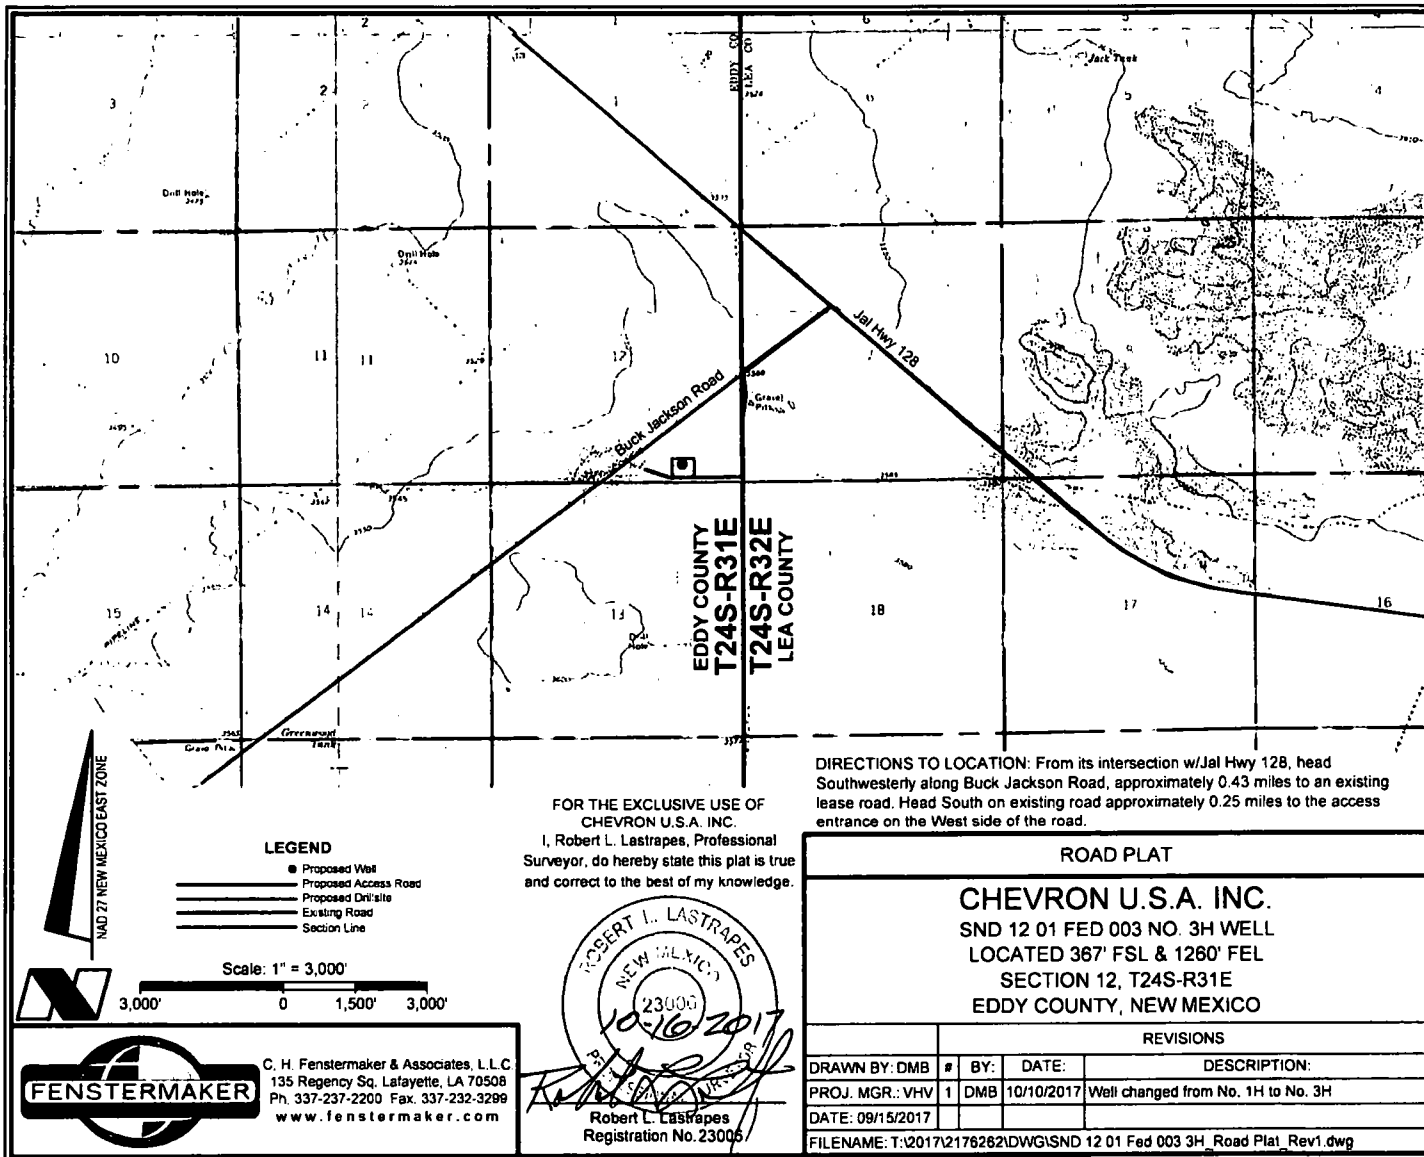 2
6
5
4
EDDY CO
LEA CO
3
2
2
1
6
5
4
Jack Tank
Drill Hole
Drill Hole
10
11
11
12
Jal Hwy 128
Buck Jackson Road
Gravel
Pits
EDDY COUNTY
T24S-R31E
T24S-R32E
LEA COUNTY
15
14
14
13
18
17
16
PIPELINE
Drill
Hole
Greenwood
Tank
NAD 27 NEW MEXICO EAST ZONE
DIRECTIONS TO LOCATION: From its intersection w/Jal Hwy 128, head
Southwesterly along Buck Jackson Road, approximately 0.43 miles to an existing
lease road. Head South on existing road approximately 0.25 miles to the access
entrance on the West side of the road.
LEGEND
Proposed Well
Proposed Access Road
Proposed Drillsite
Existing Road
Section Line
Scale: 1" = 3,000'
3,000' 0 1,500' 3,000'
FOR THE EXCLUSIVE USE OF
CHEVRON U.S.A. INC.
I, Robert L. Lastrapes, Professional
Surveyor, do hereby state this plat is true
and correct to the best of my knowledge.
ROBERT L. LASTRAPES
NEW MEXICO
23006
10-16-2017
Robert L. Lastrapes
Registration No. 23006
FENSTERMAKER
C. H. Fenstermaker & Associates, L.L.C.
135 Regency Sq. Lafayette, LA 70508
Ph. 337-237-2200 Fax. 337-232-3299
www.fenstermaker.com
ROAD PLAT
CHEVRON U.S.A. INC.
SND 12 01 FED 003 NO. 3H WELL
LOCATED 367' FSL & 1260' FEL
SECTION 12, T24S-R31E
EDDY COUNTY, NEW MEXICO
REVISIONS
DRAWN BY: DMB # BY: DATE: DESCRIPTION:
PROJ. MGR.: VHV 1 DMB 10/10/2017 Well changed from No. 1H to No. 3H
DATE: 09/15/2017
FILENAME: T:\2017\2176262\DWG\SND 12 01 Fed 003 3H_Road Plat_Rev1.dwg